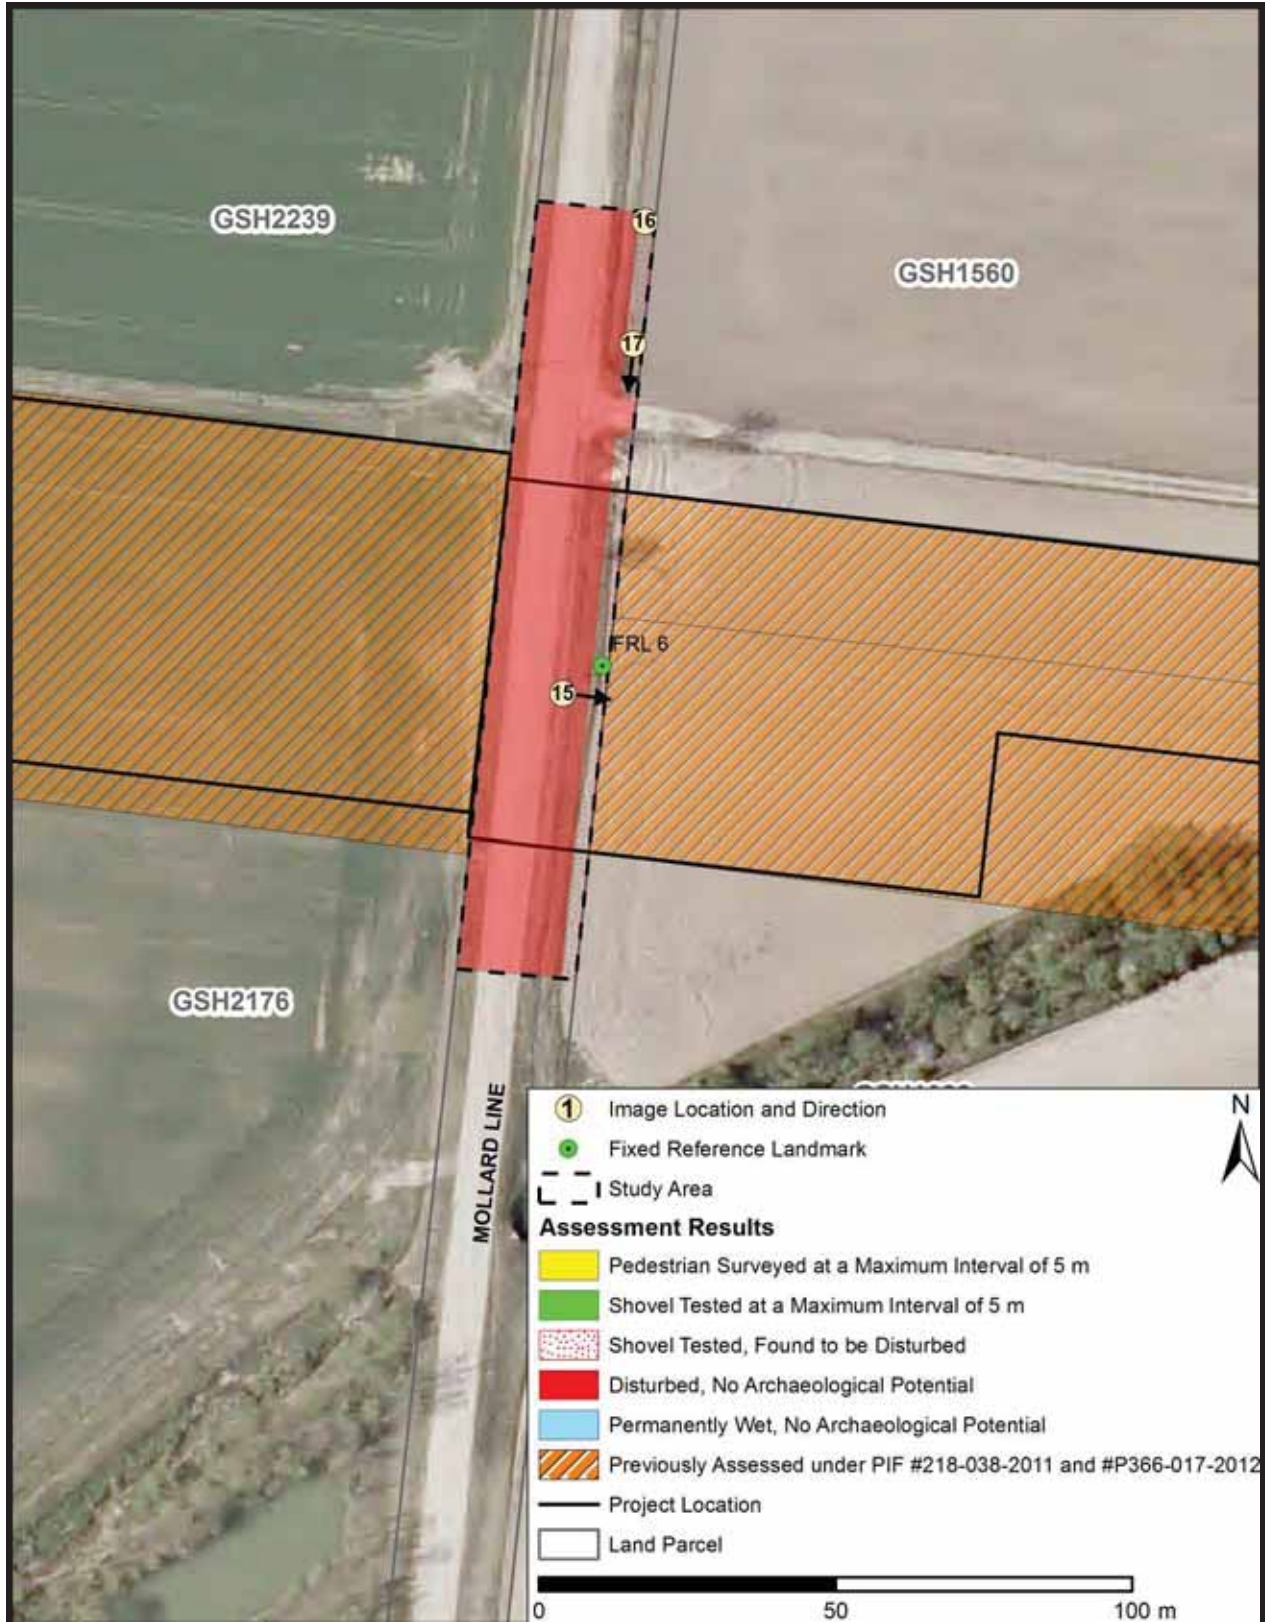 GSH2239
16
GSH1560
17
FRL 6
15
GSH2176
MOLLARD LINE
1 Image Location and Direction
N
Fixed Reference Landmark
Study Area
Assessment Results
Pedestrian Surveyed at a Maximum Interval of 5 m
Shovel Tested at a Maximum Interval of 5 m
Shovel Tested, Found to be Disturbed
Disturbed, No Archaeological Potential
Permanently Wet, No Archaeological Potential
Previously Assessed under PIF #218-038-2011 and #P366-017-2012
Project Location
Land Parcel
0 50 100 m